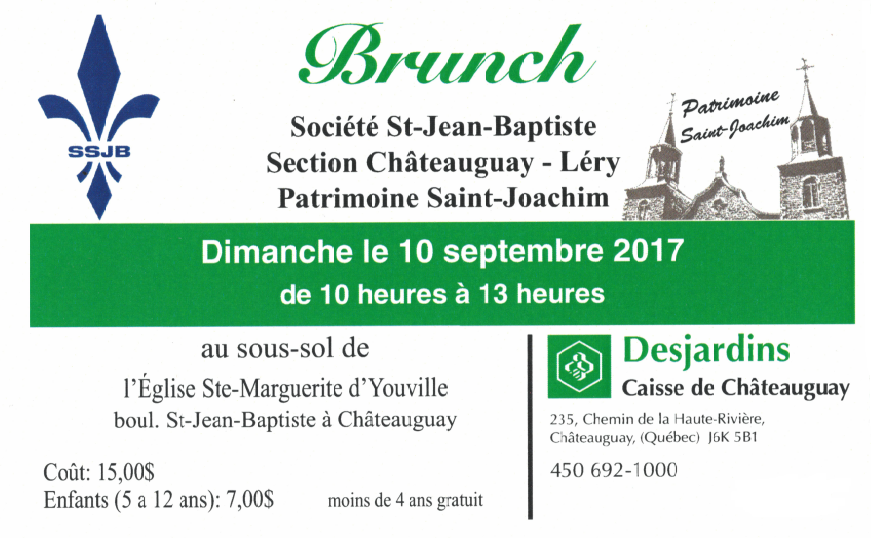 Brunch
SSJB
Société St-Jean-Baptiste
Section Châteauguay - Léry
Patrimoine Saint-Joachim
Patrimoine
Saint-Joachim
Dimanche le 10 septembre 2017
de 10 heures à 13 heures
au sous-sol de
l'Église Ste-Marguerite d'Youville
boul. St-Jean-Baptiste à Châteauguay
Coût: 15,00$
Enfants (5 a 12 ans): 7,00$ moins de 4 ans gratuit
Desjardins
Caisse de Châteauguay
235, Chemin de la Haute-Rivière,
Châteauguay, (Québec) J6K 5B1
450 692-1000